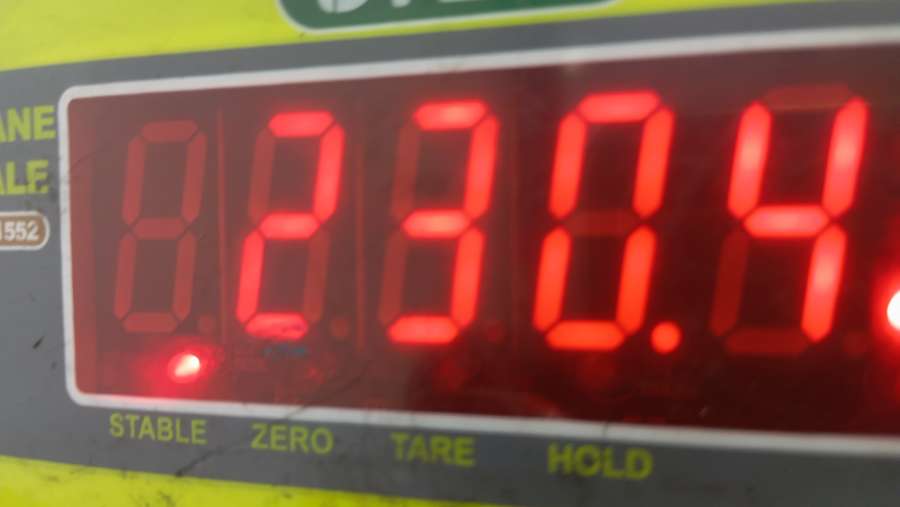 ANE
ALE
1552
230.4
STABLE ZERO TARE HOLD